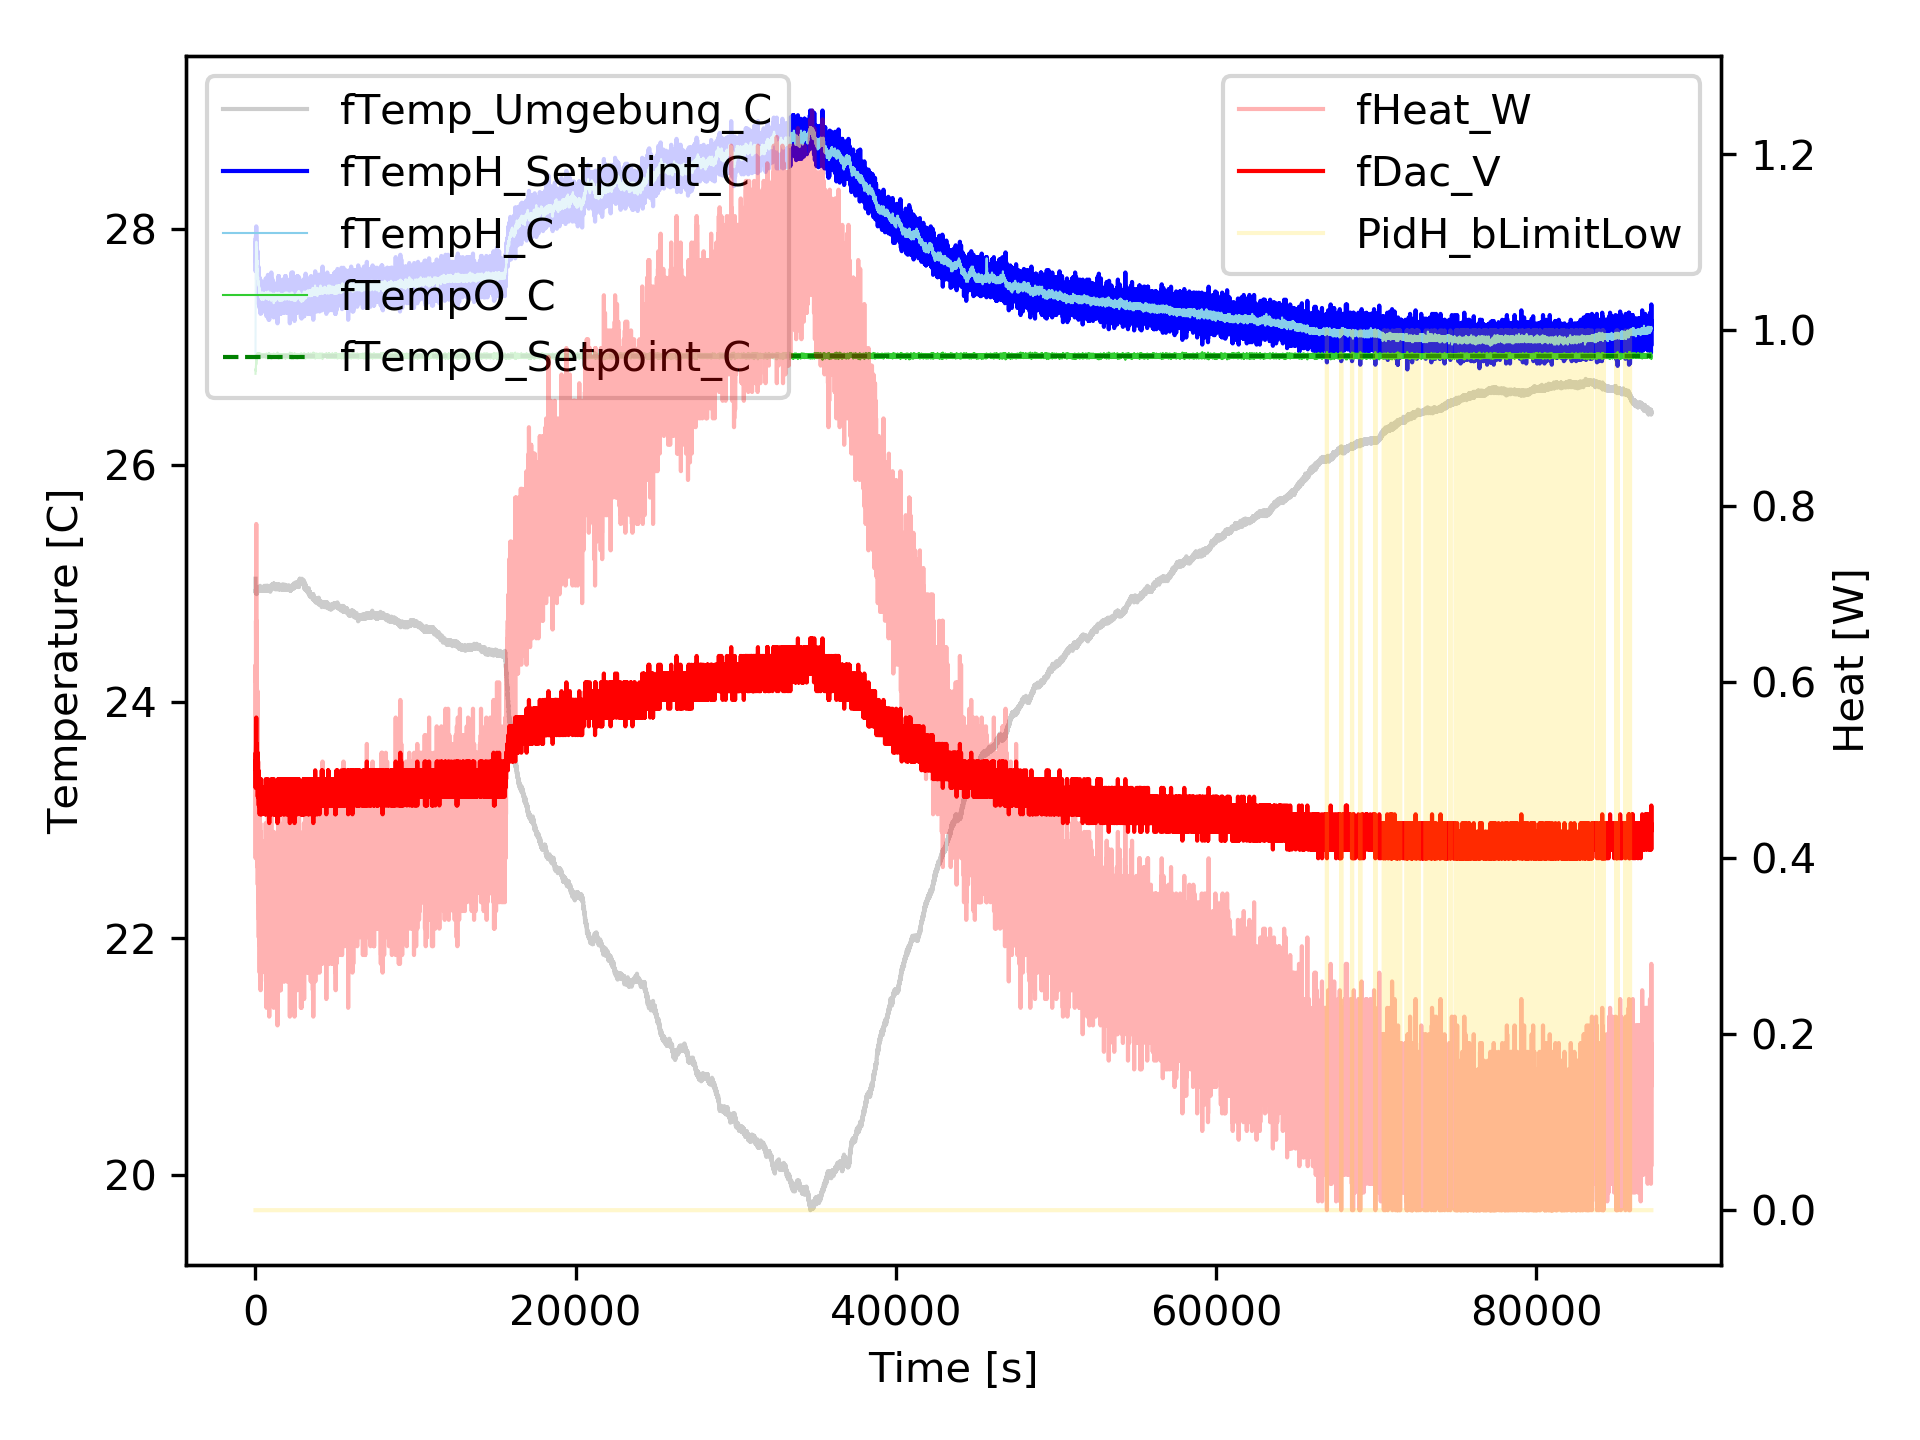 fTemp_Umgebung_C
fTempH_Setpoint_C
fTempH_C
fTempO_C
fTempO_Setpoint_C
fHeat_W
fDac_V
PidH_bLimitLow
28
26
24
22
20
Temperature [C]
1.2
1.0
0.8
0.6
0.4
0.2
0.0
Heat [W]
0
20000
40000
60000
80000
Time [s]